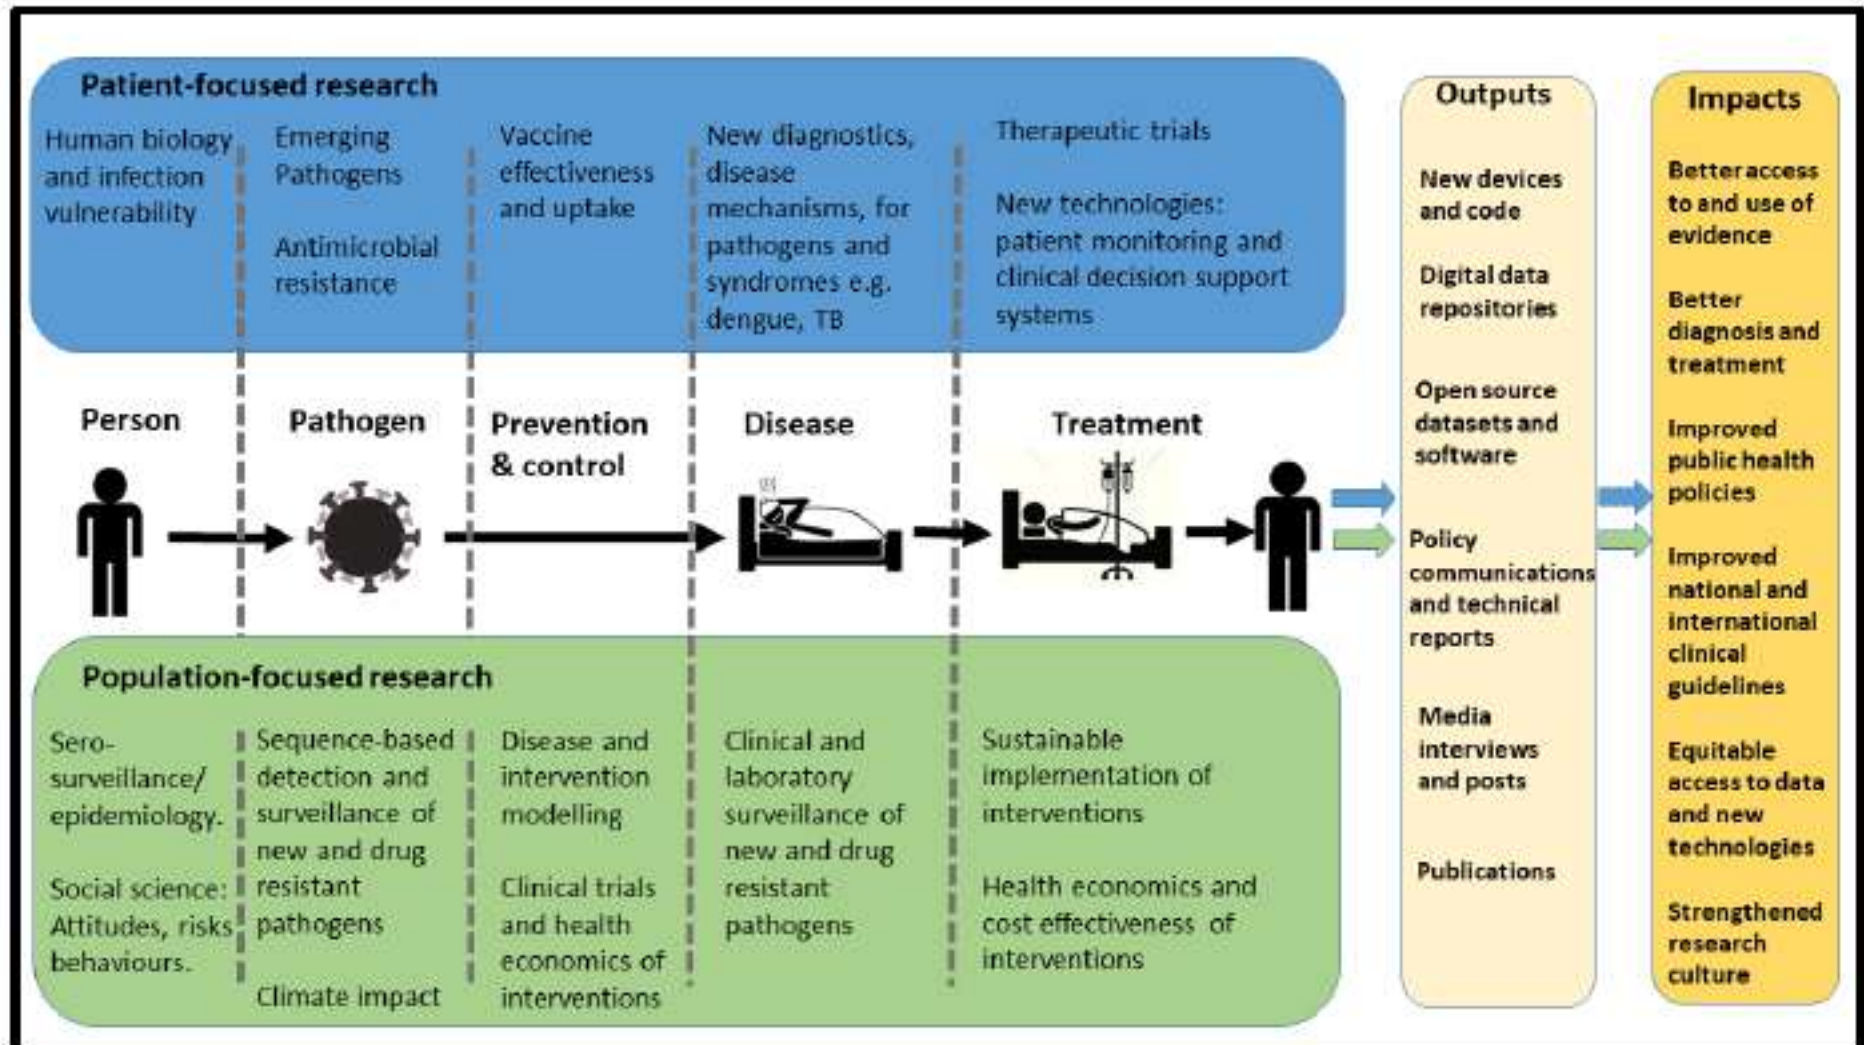 Patient-focused research
Human biology
and infection
vulnerability
Emerging
Pathogens
Antimicrobial
resistance
Vaccine
effectiveness
and uptake
New diagnostics,
disease
mechanisms, for
pathogens and
syndromes e.g.
dengue, TB
Therapeutic trials
New technologies:
patient monitoring and
clinical decision support
systems
Person
Pathogen
Prevention
& control
Disease
Treatment
Population-focused research
Sero-
surveillance/
epidemiology.
Social science:
Attitudes, risks
behaviours.
Sequence-based
detection and
surveillance of
new and drug
resistant
pathogens
Climate impact
Disease and
intervention
modelling
Clinical trials
and health
economics of
interventions
Clinical and
laboratory
surveillance of
new and drug
resistant
pathogens
Sustainable
implementation of
interventions
Health economics and
cost effectiveness of
interventions
Outputs
New devices
and code
Digital data
repositories
Open source
datasets and
software
Policy
communications
and technical
reports
Media
interviews
and posts
Publications
Impacts
Better access
to and use of
evidence
Better
diagnosis and
treatment
Improved
public health
policies
Improved
national and
international
clinical
guidelines
Equitable
access to data
and new
technologies
Strengthened
research
culture